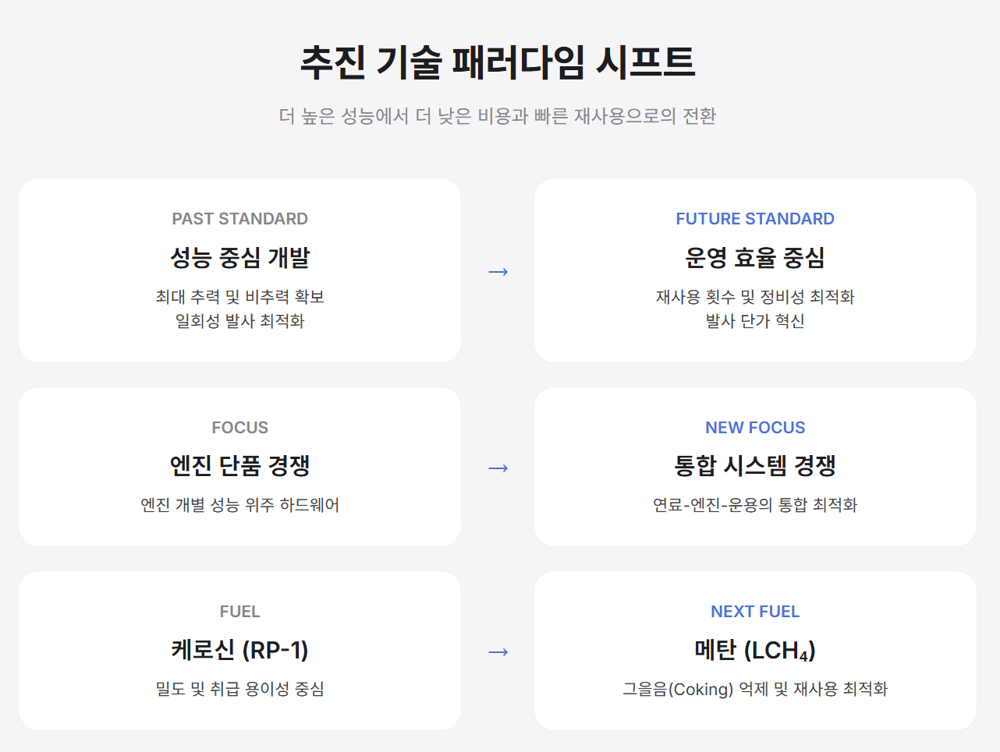 추진 기술 패러다임 시프트
더 높은 성능에서 더 낮은 비용과 빠른 재사용으로의 전환
PAST STANDARD
성능 중심 개발
최대 추력 및 비추력 확보
일회성 발사 최적화
→
FUTURE STANDARD
운영 효율 중심
재사용 횟수 및 정비성 최적화
발사 단가 혁신
FOCUS
엔진 단품 경쟁
엔진 개별 성능 위주 하드웨어
→
NEW FOCUS
통합 시스템 경쟁
연료-엔진-운용의 통합 최적화
FUEL
케로신 (RP-1)
밀도 및 취급 용이성 중심
→
NEXT FUEL
메탄 (LCH₄)
그을음(Coking) 억제 및 재사용 최적화